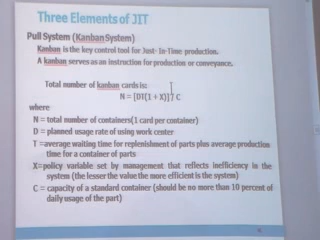 Three Elements of JIT
Pull System (Kanban System)
Kanban is the key control tool for Just-In-Time production.
A kanban serves as an instruction for production or conveyance.
Total number of kanban cards is:
N = [DT(1 + X)]/ C
where
N = total number of containers(1 card per container)
D = planned usage rate of using work center
T =average waiting time for replenishment of parts plus average production
time for a container of parts
X=policy variable set by management that reflects inefficiency in the
system (the lesser the value the more efficient is the system)
C = capacity of a standard container (should be no more than 10 percent of
daily usage of the part)